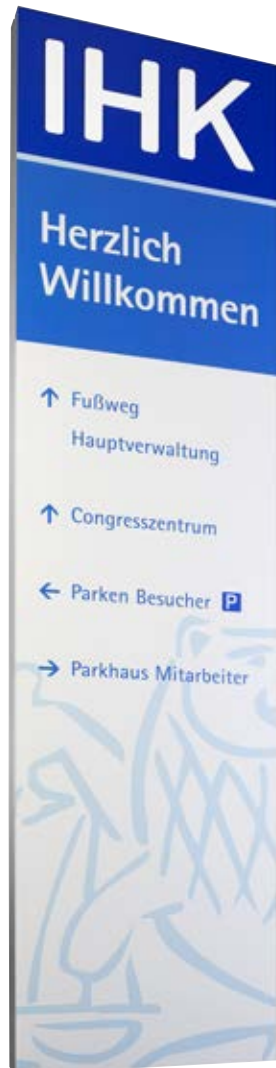 IHK
Herzlich
Willkommen
↑ Fußweg
Hauptverwaltung
↑ Congresszentrum
← Parken Besucher P
→ Parkhaus Mitarbeiter